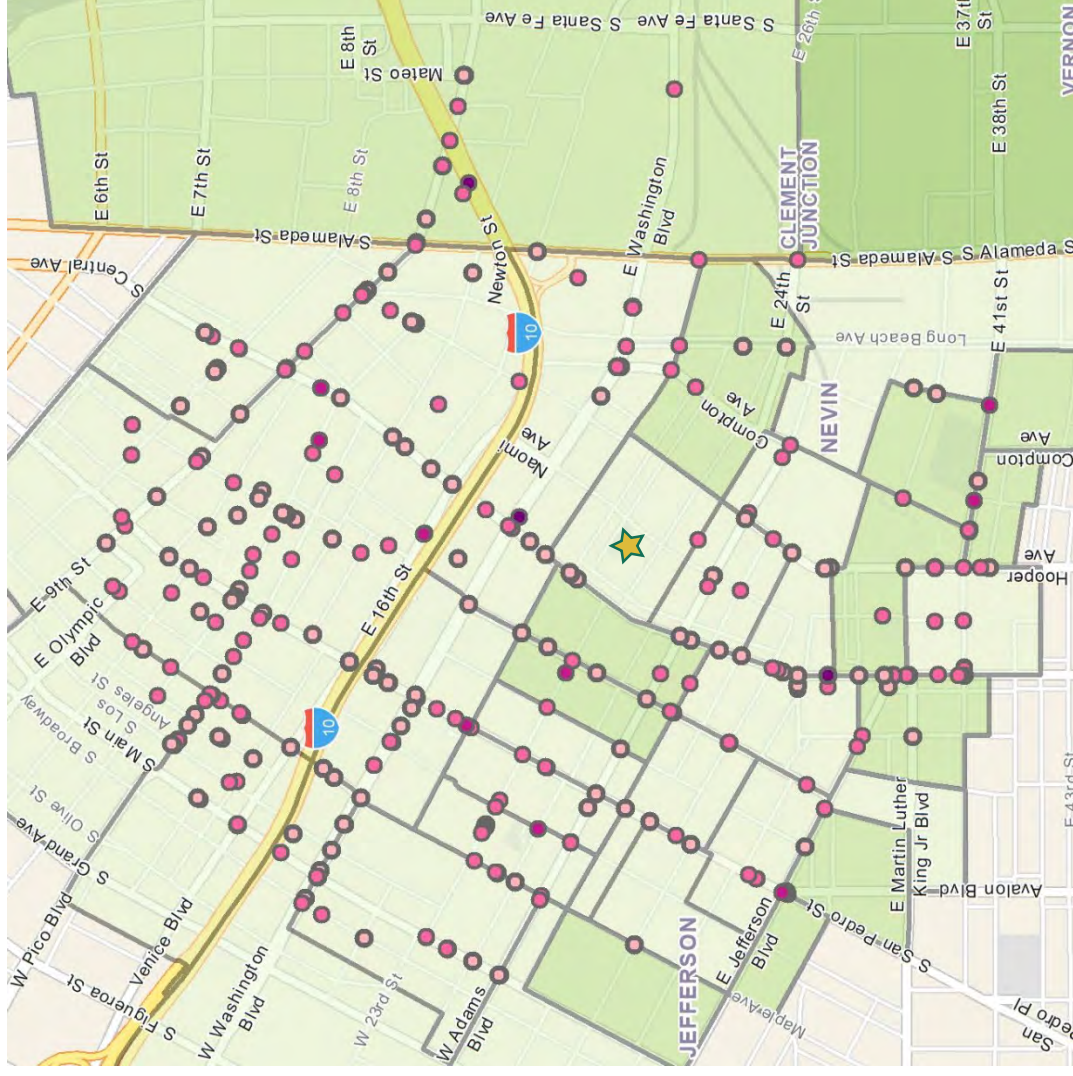 S Santa Fe Ave
S Santa Fe Ave
E 26th S
E 37th
St
VERNON
E 8th
St
Mateo St
E 6th St
E 7th St
E 8th St
E 38th St
E Washington
Blvd
CLEMENT
JUNCTION
S Alameda St
Newton St
S Alameda St
S Alameda S
S Central Ave
10
E 24th
St
E 41st St
Long Beach Ave
Compton
Ave
NEVIN
Naomi
Ave
Compton
Ave
E 9th St
E 16th St
Hooper
Ave
E Olympic
Blvd
S Los
Angeles St
S Main St
S Broadway
10
S Olive St
S Grand Ave
E Martin Luther
King Jr Blvd
E 43rd St
Avalon Blvd
W Pico Blvd
Venice Blvd
S Figueroa St
W Washington
Blvd
W 23rd St
W Adams
Blvd
JEFFERSON
E Jefferson
Blvd
S San Pedro St
Maple Ave
San
edro Pl